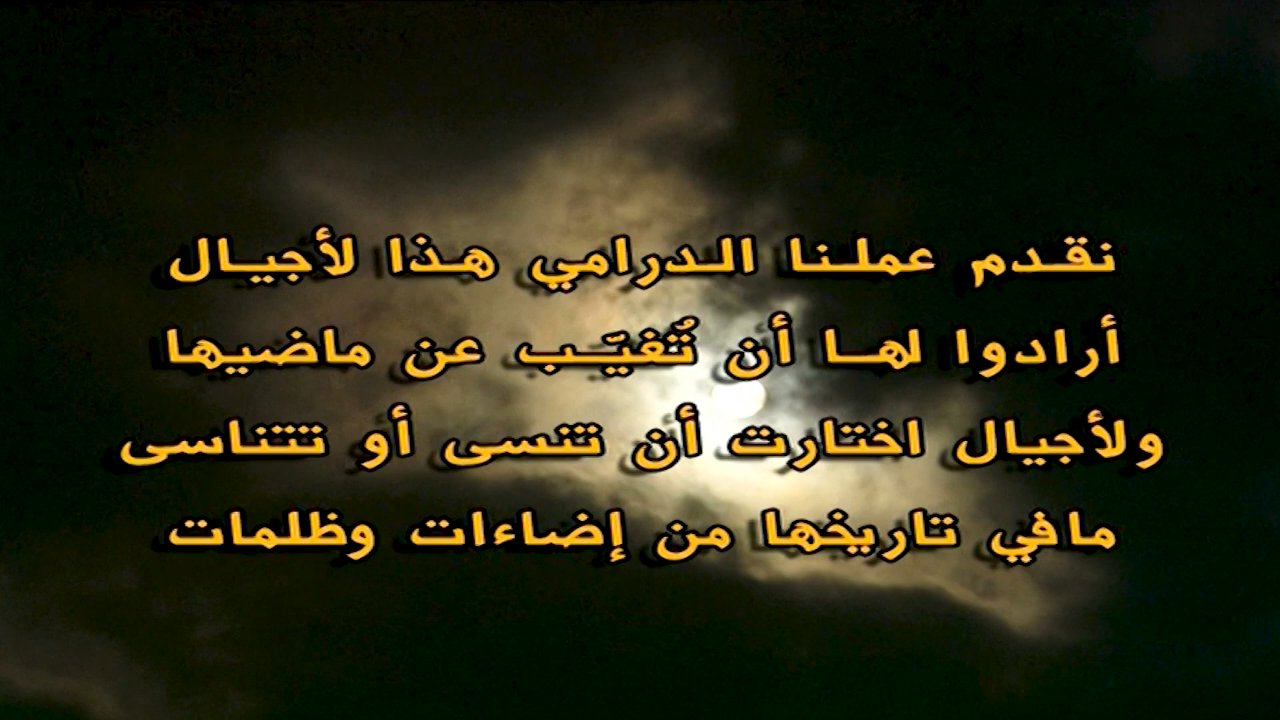 نقدم عملنا الدرامي هذا لأجيال
أرادوا لها أن تُغيّب عن ماضيها
ولأجيال اختارت أن تنسى أو تتناسى
مافي تاريخها من إضاءات وظلمات